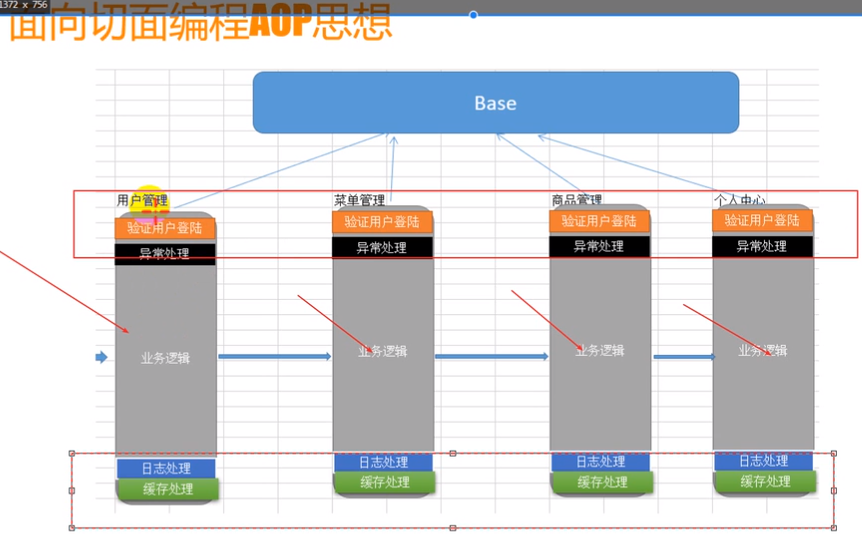 1372 x 756
面向切面编程AOP思想
Base
用户管理 菜单管理 商品管理 个人中心
验证用户登陆 验证用户登陆 验证用户登陆 验证用户登陆
异常处理 异常处理 异常处理 异常处理
业务逻辑 业务逻辑 业务逻辑 业务逻辑
日志处理 日志处理 日志处理 日志处理
缓存处理 缓存处理 缓存处理 缓存处理